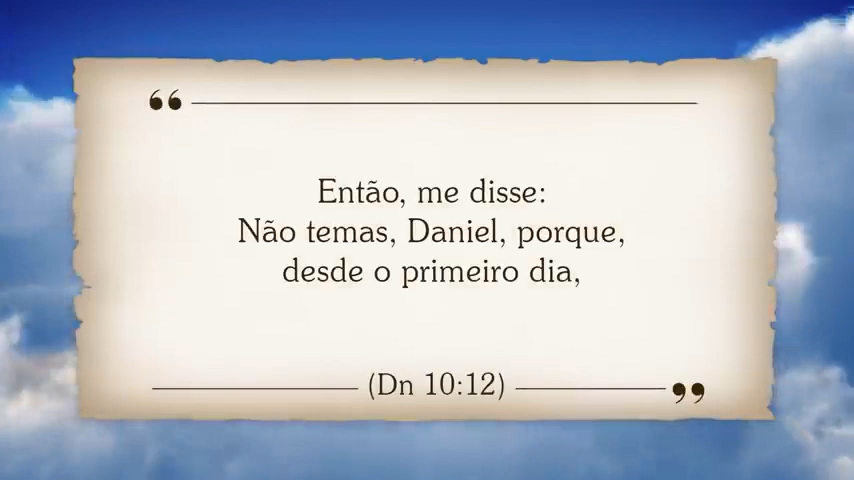 Então, me disse:
Não temas, Daniel, porque,
desde o primeiro dia,
(Dn 10:12)